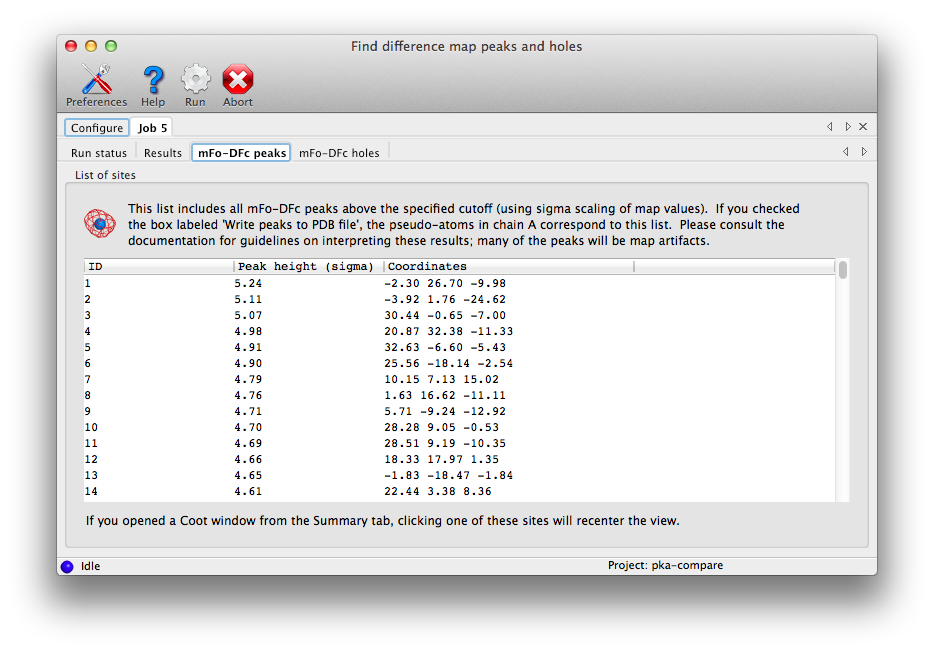 Find difference map peaks and holes
Preferences Help Run Abort
Configure Job 5
Run status Results mFo-DFc peaks mFo-DFc holes
List of sites
This list includes all mFo-DFc peaks above the specified cutoff (using sigma scaling of map values). If you checked
the box labeled 'Write peaks to PDB file', the pseudo-atoms in chain A correspond to this list. Please consult the
documentation for guidelines on interpreting these results; many of the peaks will be map artifacts.
ID Peak height (sigma) Coordinates
1 5.24 -2.30 26.70 -9.98
2 5.11 -3.92 1.76 -24.62
3 5.07 30.44 -0.65 -7.00
4 4.98 20.87 32.38 -11.33
5 4.91 32.63 -6.60 -5.43
6 4.90 25.56 -18.14 -2.54
7 4.79 10.15 7.13 15.02
8 4.76 1.63 16.62 -11.11
9 4.71 5.71 -9.24 -12.92
10 4.70 28.28 9.05 -0.53
11 4.69 28.51 9.19 -10.35
12 4.66 18.33 17.97 1.35
13 4.65 -1.83 -18.47 -1.84
14 4.61 22.44 3.38 8.36
If you opened a Coot window from the Summary tab, clicking one of these sites will recenter the view.
Idle Project: pka-compare